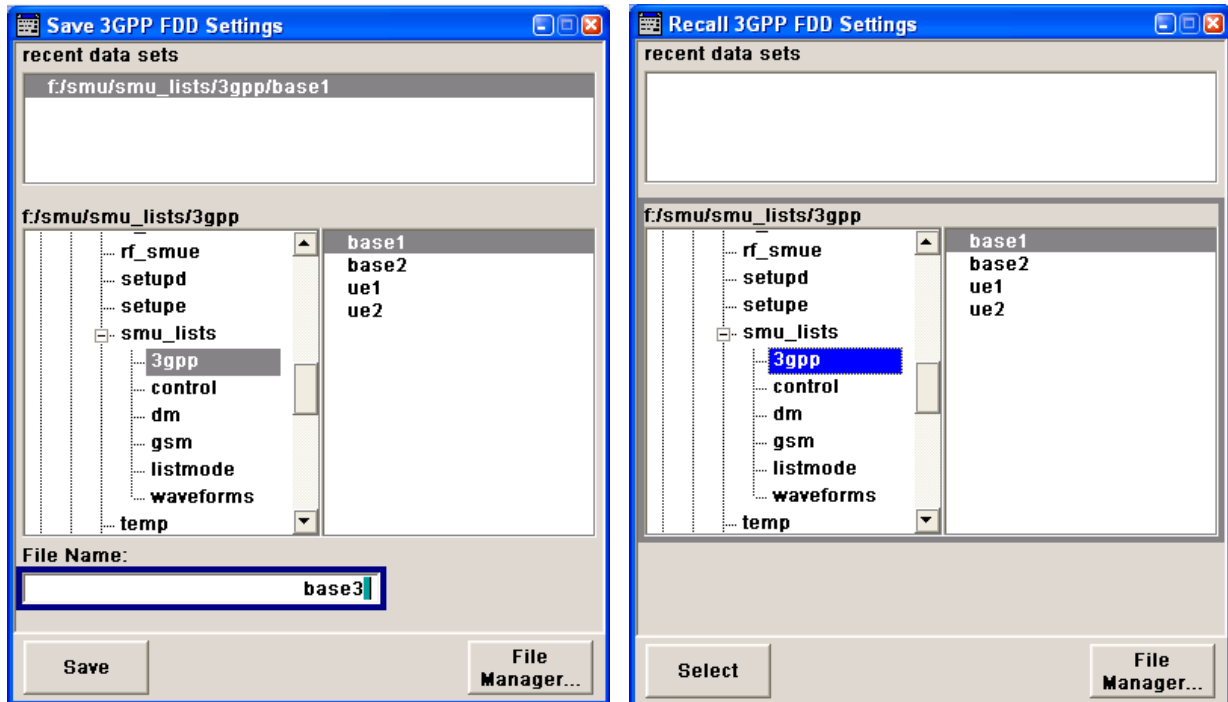 Save 3GPP FDD Settings
recent data sets
f:/smu/smu_lists/3gpp/base1
f:/smu/smu_lists/3gpp
rf_smue
setupd
setupe
smu_lists
3gpp
control
dm
gsm
listmode
waveforms
temp
base1
base2
ue1
ue2
File Name:
base3
Save
File
Manager...
Recall 3GPP FDD Settings
recent data sets
f:/smu/smu_lists/3gpp
rf_smue
setupd
setupe
smu_lists
3gpp
control
dm
gsm
listmode
waveforms
temp
base1
base2
ue1
ue2
Select
File
Manager...